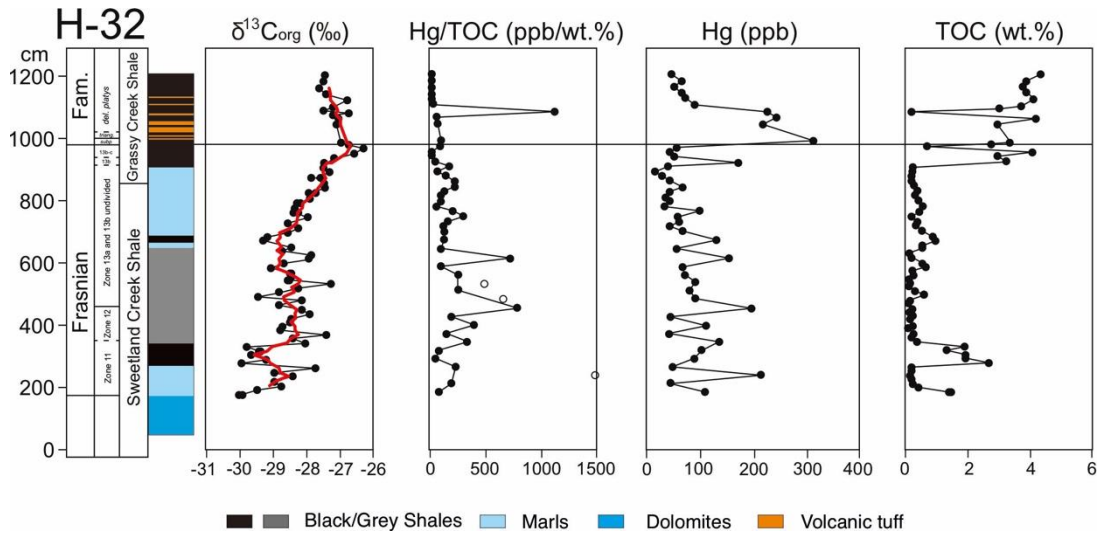 H-32
δ13Corg (‰)
Hg/TOC (ppb/wt.%)
Hg (ppb)
TOC (wt.%)
cm
1200
1000
800
600
400
200
0
Fam.
Frasnian
del. platys
triang.
subp.
13b-c
Zone 13a and 13b undivided
Zone 12
Zone 11
Grassy Creek Shale
Sweetland Creek Shale
-31 -30 -29 -28 -27 -26
0 500 1000 1500
0 100 200 300 400
0 2 4 6
Black/Grey Shales
Marls
Dolomites
Volcanic tuff